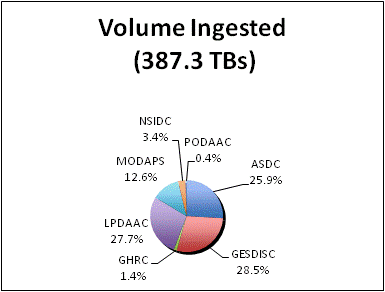 Volume Ingested
(387.3 TBs)
NSIDC
3.4%
PODAAC
0.4%
MODAPS
12.6%
ASDC
25.9%
LPDAAC
27.7%
GHRC
1.4%
GESDISC
28.5%